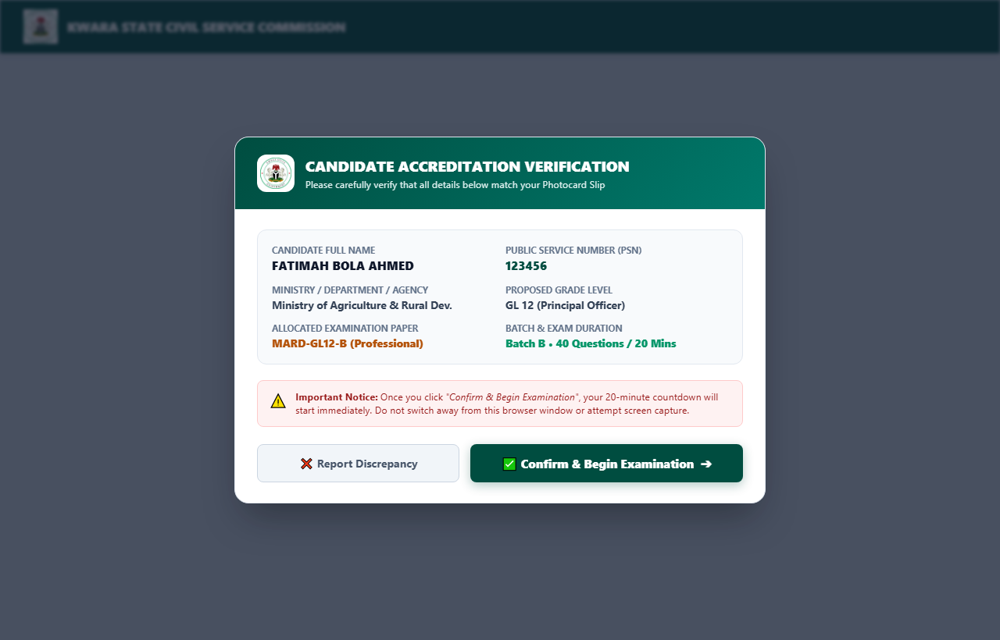 KWARA STATE CIVIL SERVICE COMMISSION
CANDIDATE ACCREDITATION VERIFICATION
Please carefully verify that all details below match your Photocard Slip
CANDIDATE FULL NAME
FATIMAH BOLA AHMED
PUBLIC SERVICE NUMBER (PSN)
123456
MINISTRY / DEPARTMENT / AGENCY
Ministry of Agriculture & Rural Dev.
PROPOSED GRADE LEVEL
GL 12 (Principal Officer)
ALLOCATED EXAMINATION PAPER
MARD-GL12-B (Professional)
BATCH & EXAM DURATION
Batch B • 40 Questions / 20 Mins
⚠ Important Notice: Once you click "Confirm & Begin Examination", your 20-minute countdown will
start immediately. Do not switch away from this browser window or attempt screen capture.
❌ Report Discrepancy
✅ Confirm & Begin Examination ➔